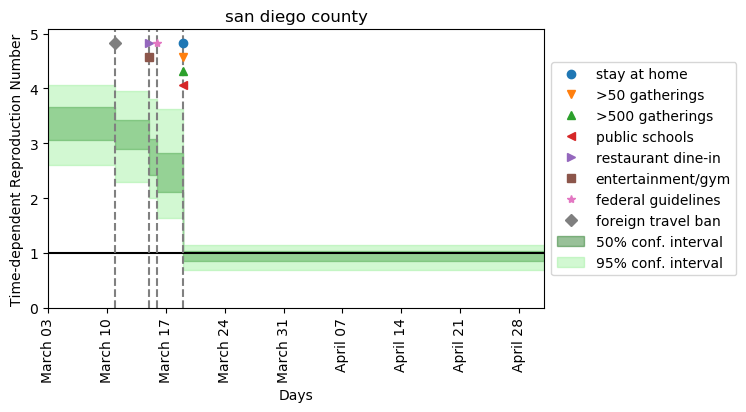 san diego county
Time-dependent Reproduction Number
5
4
3
2
1
0
March 03
March 10
March 17
March 24
March 31
April 07
April 14
April 21
April 28
Days
stay at home
>50 gatherings
>500 gatherings
public schools
restaurant dine-in
entertainment/gym
federal guidelines
foreign travel ban
50% conf. interval
95% conf. interval